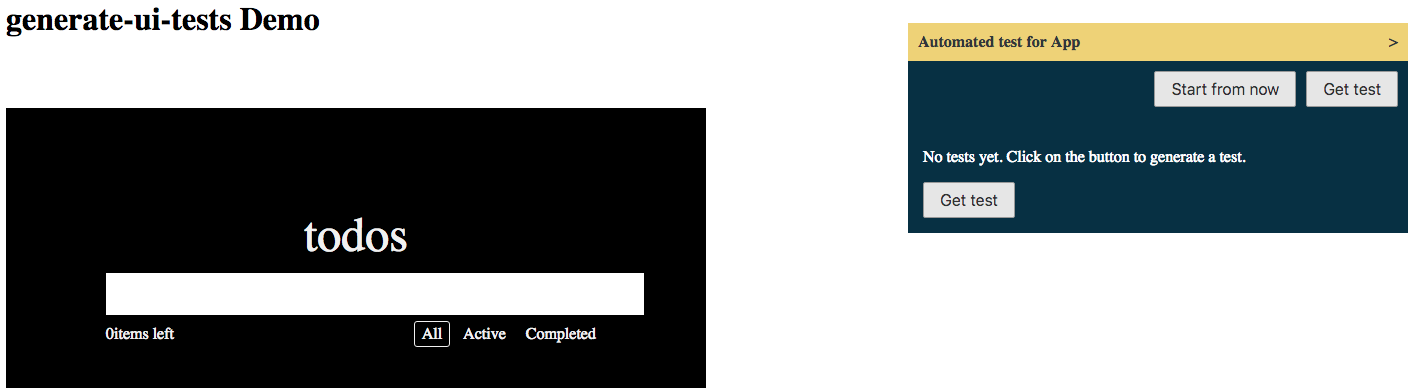 generate-ui-tests Demo
todos
0items left
All Active Completed
Automated test for App >
Start from now Get test
No tests yet. Click on the button to generate a test.
Get test